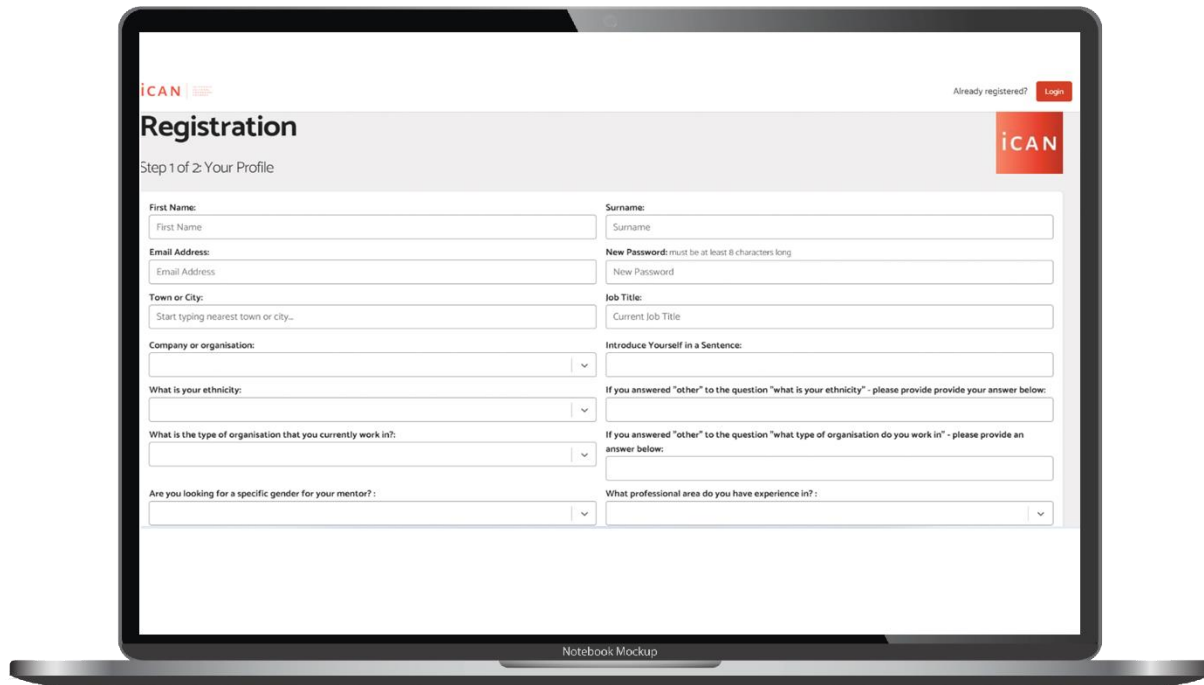 iCAN
Already registered?
Login
Registration
iCAN
Step 1 of 2: Your Profile
First Name:
Surname:
First Name
Surname
Email Address:
New Password: must be at least 8 characters long
Email Address
New Password
Town or City:
Job Title:
Start typing nearest town or city...
Current Job Title
Company or organisation:
Introduce Yourself in a Sentence:
What is your ethnicity:
If you answered "other" to the question "what is your ethnicity" - please provide provide your answer below:
What is the type of organisation that you currently work in?:
If you answered "other" to the question "what type of organisation do you work in" - please provide an
answer below:
Are you looking for a specific gender for your mentor? :
What professional area do you have experience in? :
Notebook Mockup